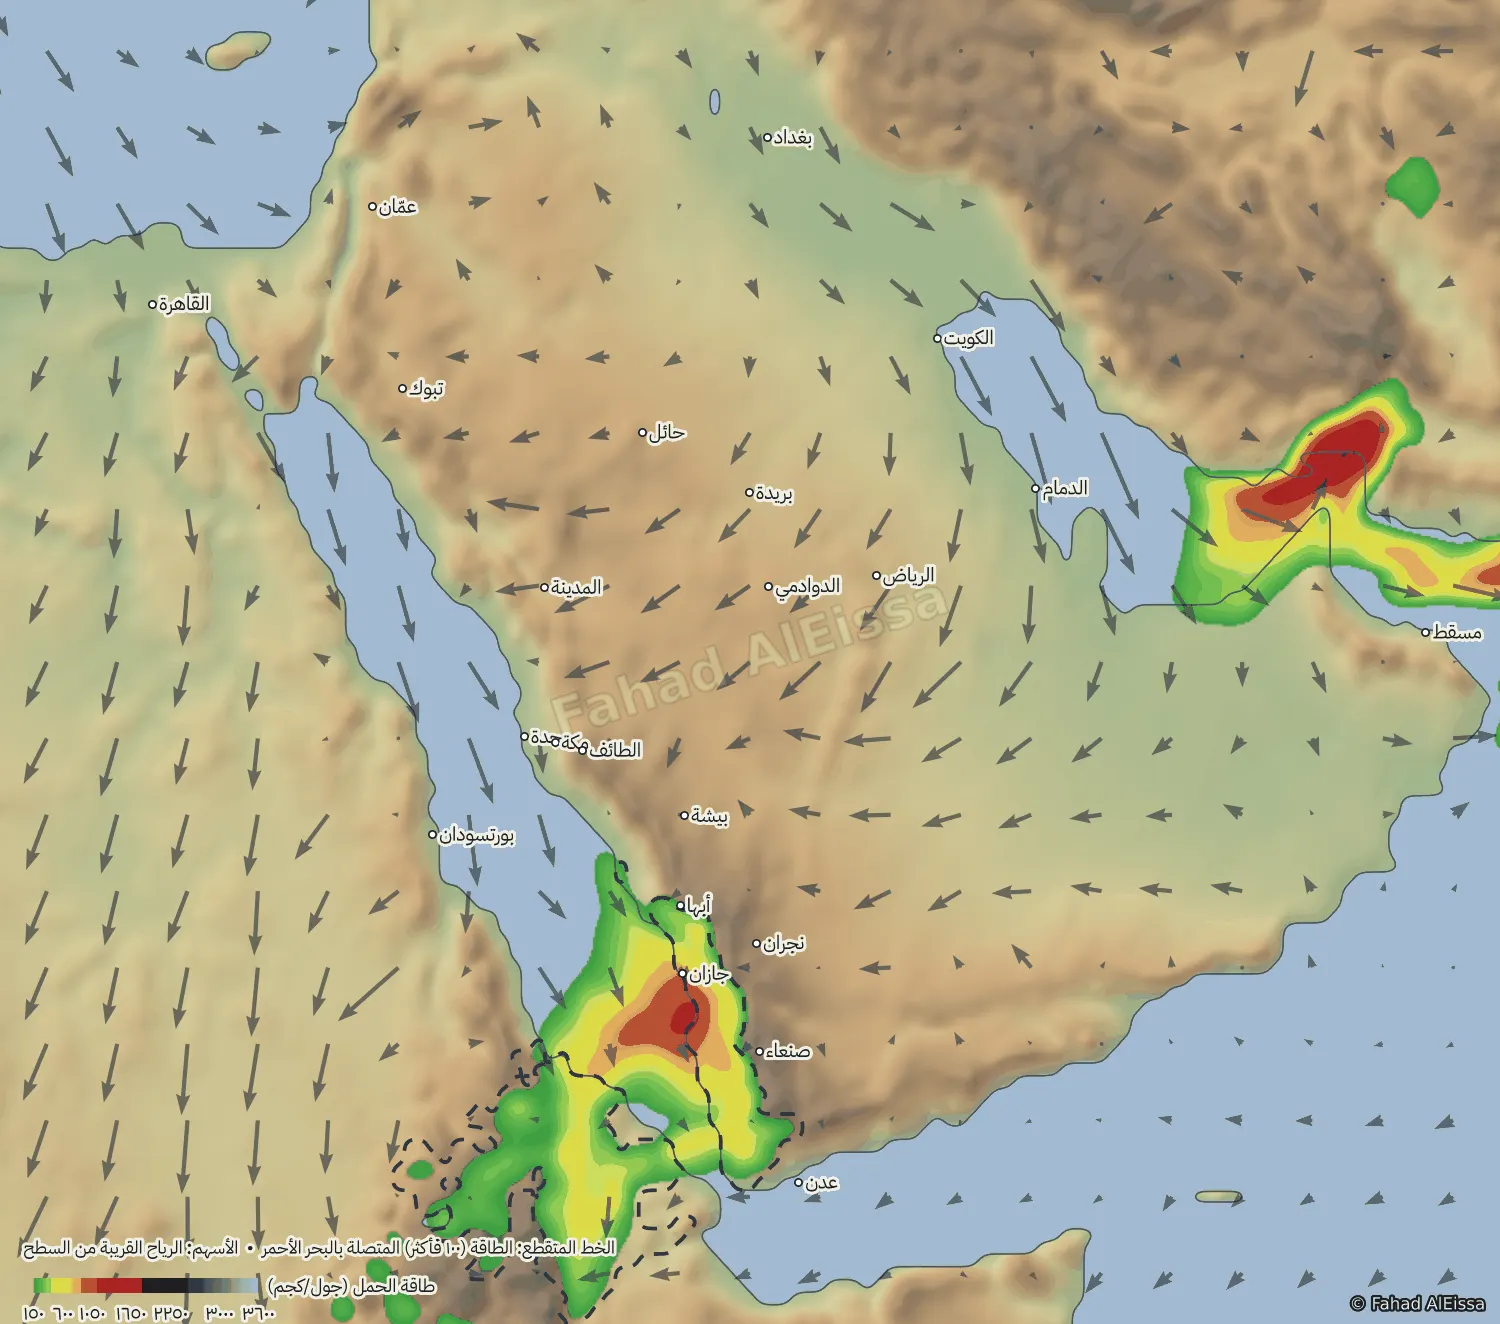 بغداد
عمّان
القاهرة
الكويت
تبوك
حائل
الدمام
بريدة
الرياض
المدينة
الدوادمي
مسقط
Fahad AlEissa
جدة
مكة
الطائف
بيشة
بورتسودان
أبها
نجران
جازان
صنعاء
عدن
الخط المتقطع: الطاقة (١٠٠ فأكثر) المتصلة بالبحر الأحمر • الأسهم: الرياح القريبة من السطح
طاقة الحمل (جول/كجم)
١٥٠ ٦٠٠ ١٠٥٠ ١٦٥٠ ٢٢٥٠ ٣٠٠٠ ٣٦٠٠
© Fahad AlEissa